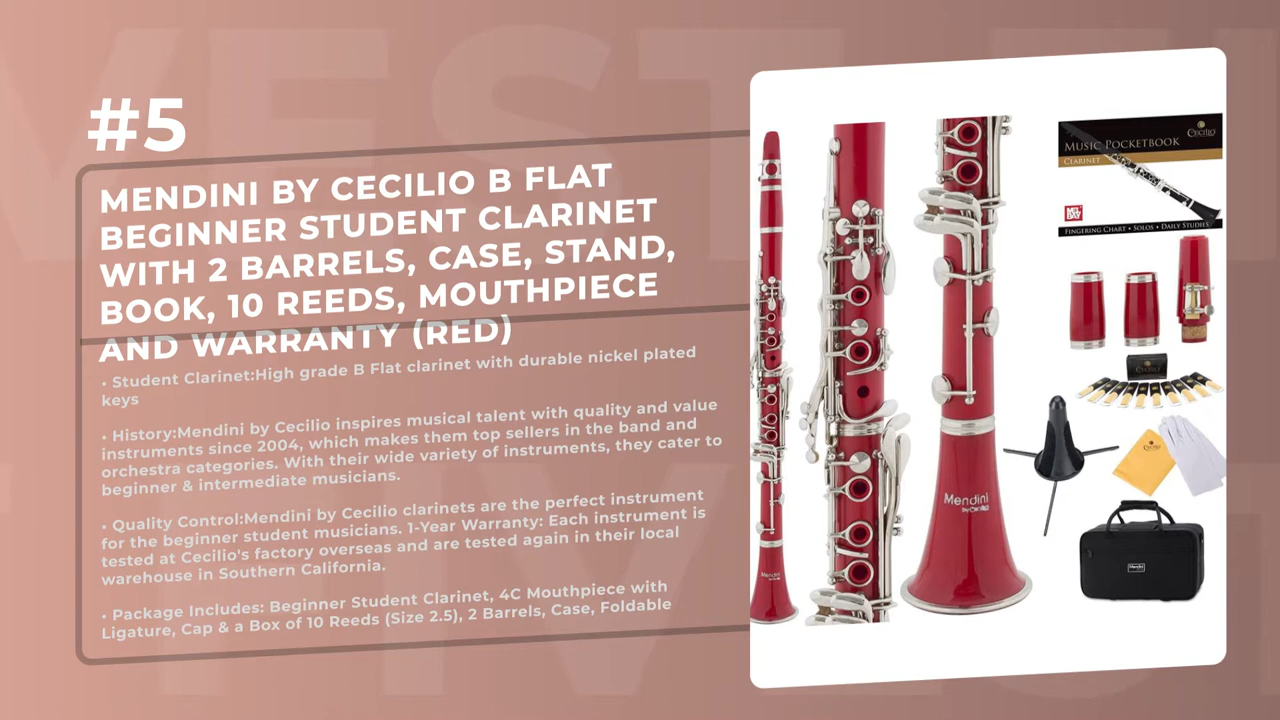 #5
MENDINI BY CECILIO B FLAT
BEGINNER STUDENT CLARINET
WITH 2 BARRELS, CASE, STAND,
BOOK, 10 REEDS, MOUTHPIECE
AND WARRANTY (RED)
• Student Clarinet:High grade B Flat clarinet with durable nickel plated
keys
• History:Mendini by Cecilio inspires musical talent with quality and value
instruments since 2004, which makes them top sellers in the band and
orchestra categories. With their wide variety of instruments, they cater to
beginner & intermediate musicians.
• Quality Control:Mendini by Cecilio clarinets are the perfect instrument
for the beginner student musicians. 1-Year Warranty: Each instrument is
tested at Cecilio's factory overseas and are tested again in their local
warehouse in Southern California.
• Package Includes: Beginner Student Clarinet, 4C Mouthpiece with
Ligature, Cap & a Box of 10 Reeds (Size 2.5), 2 Barrels, Case, Foldable
CECILIO
MUSIC POCKETBOOK
CLARINET
MEL BAY
FINGERING CHART • SOLOS • DAILY STUDIES
Mendini
by Cecilio
Mendini
CECILIO
CECILIO
Mendini